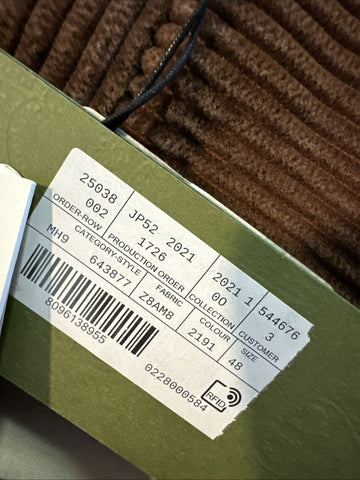 25038 JP52 2021 2021 1 544676
002 1726 00 3
ORDER-ROW PRODUCTION ORDER COLLECTION CUSTOMER
MH9 643877 Z8AM8 2191 48
CATEGORY-STYLE FABRIC COLOUR
8096138955 0228000584 RFID